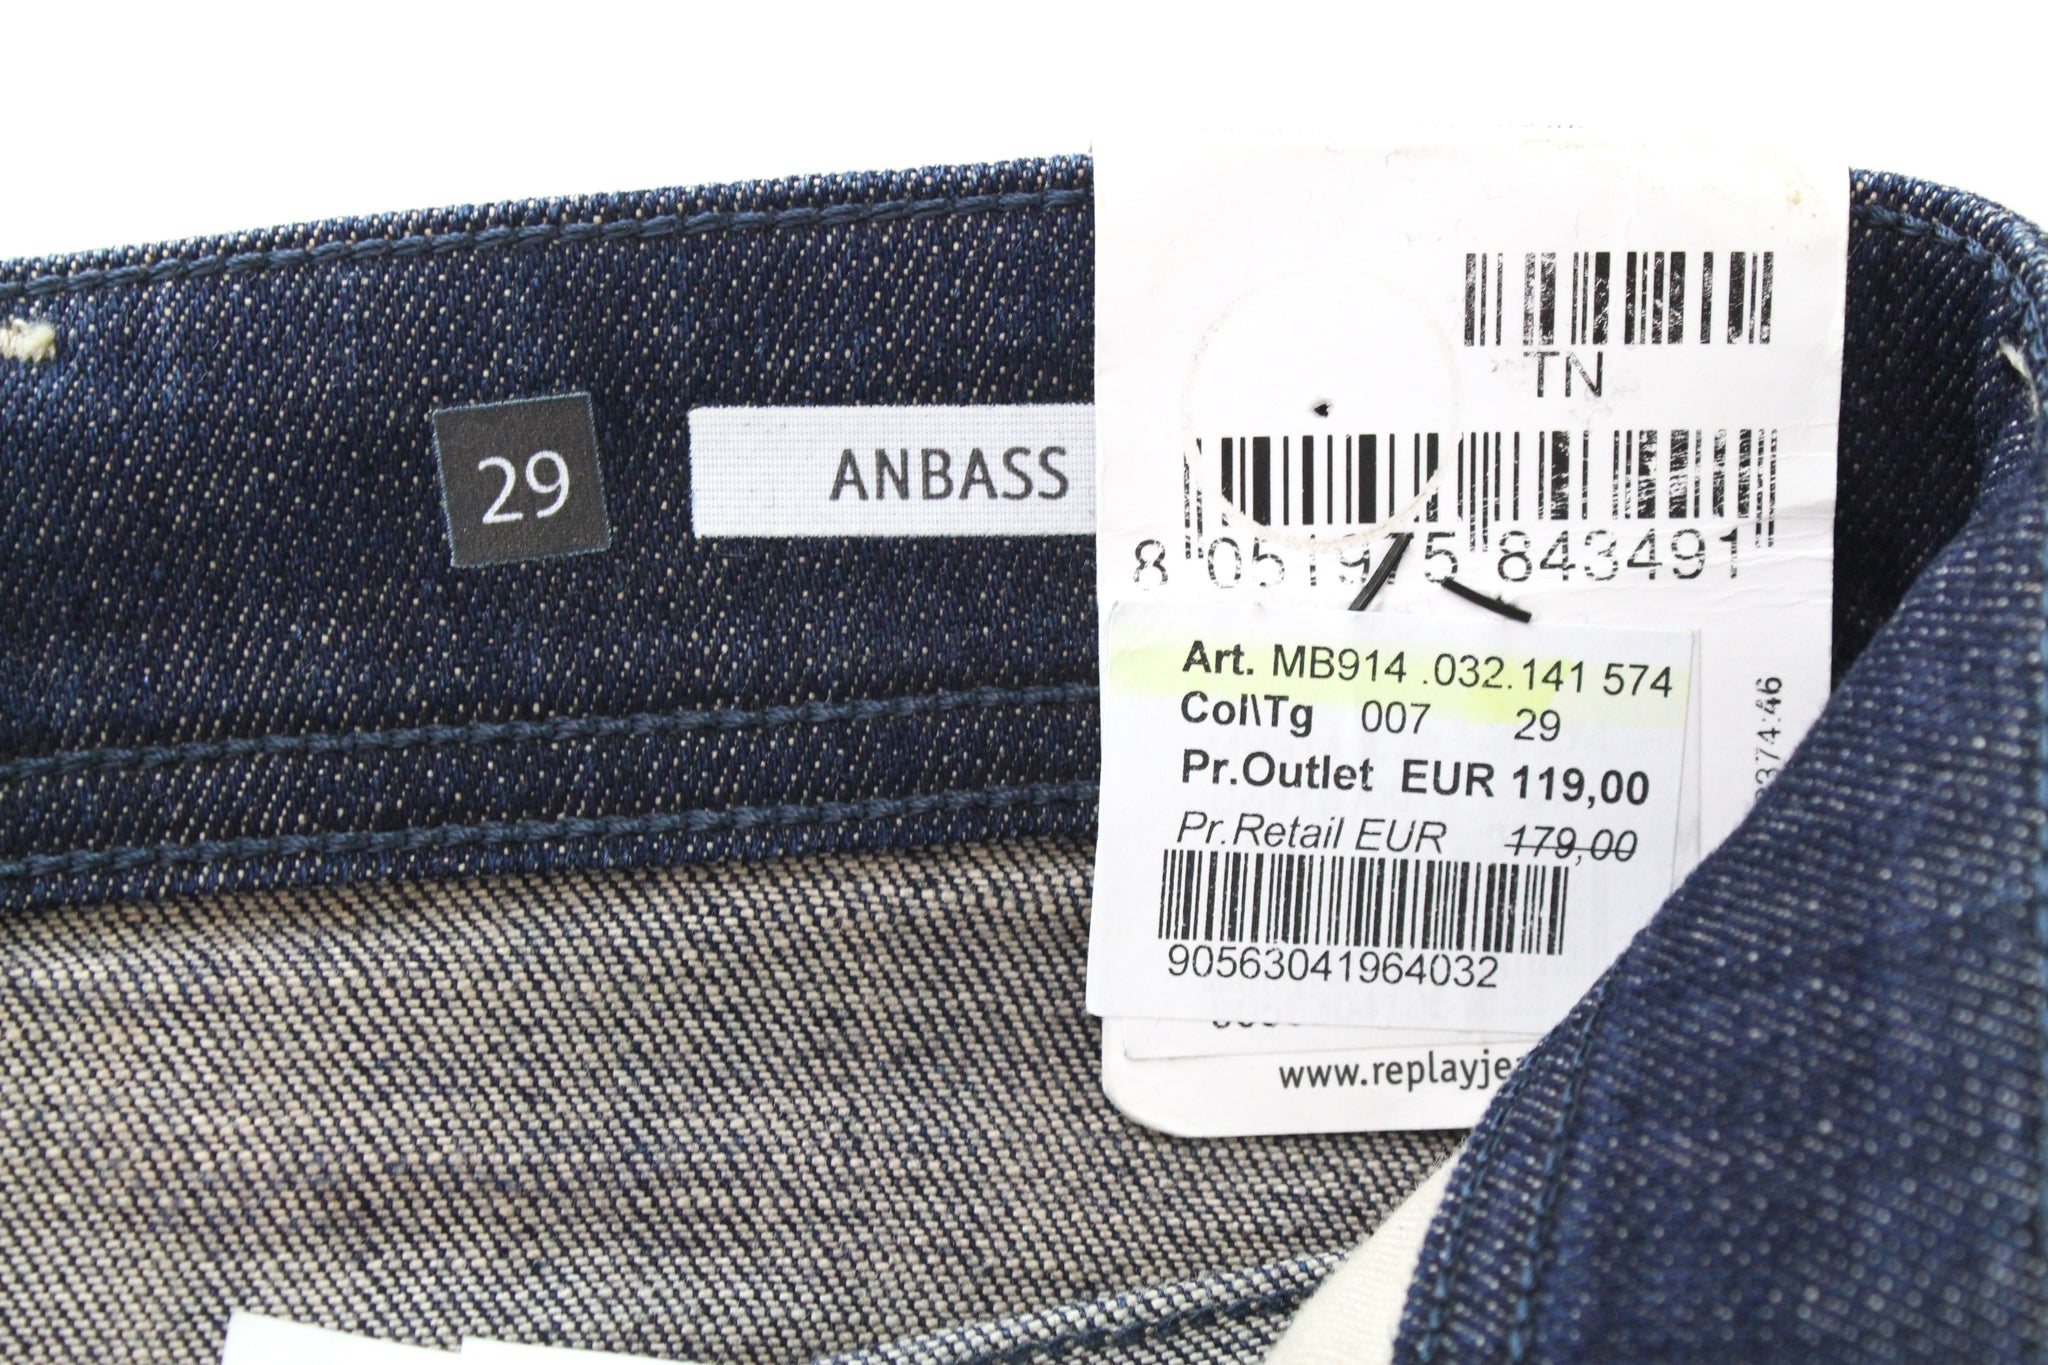 29
ANBASS
TN
8 051975 843491
Art. MB914 .032.141 574
Col\Tg 007 29
Pr.Outlet EUR 119,00
Pr.Retail EUR 179,00
90563041964032
www.replayje